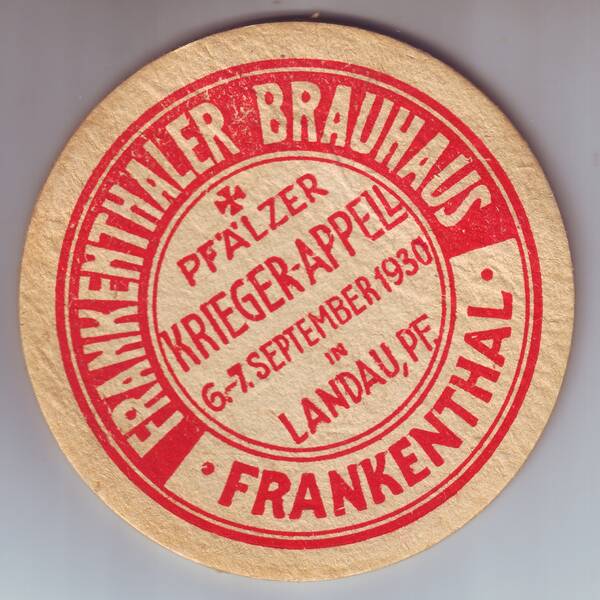 FRANKENTHALER BRAUHAUS
PFÄLZER
KRIEGER-APPELL
6.-7. SEPTEMBER 1930
IN
LANDAU, PF.
· FRANKENTHAL ·